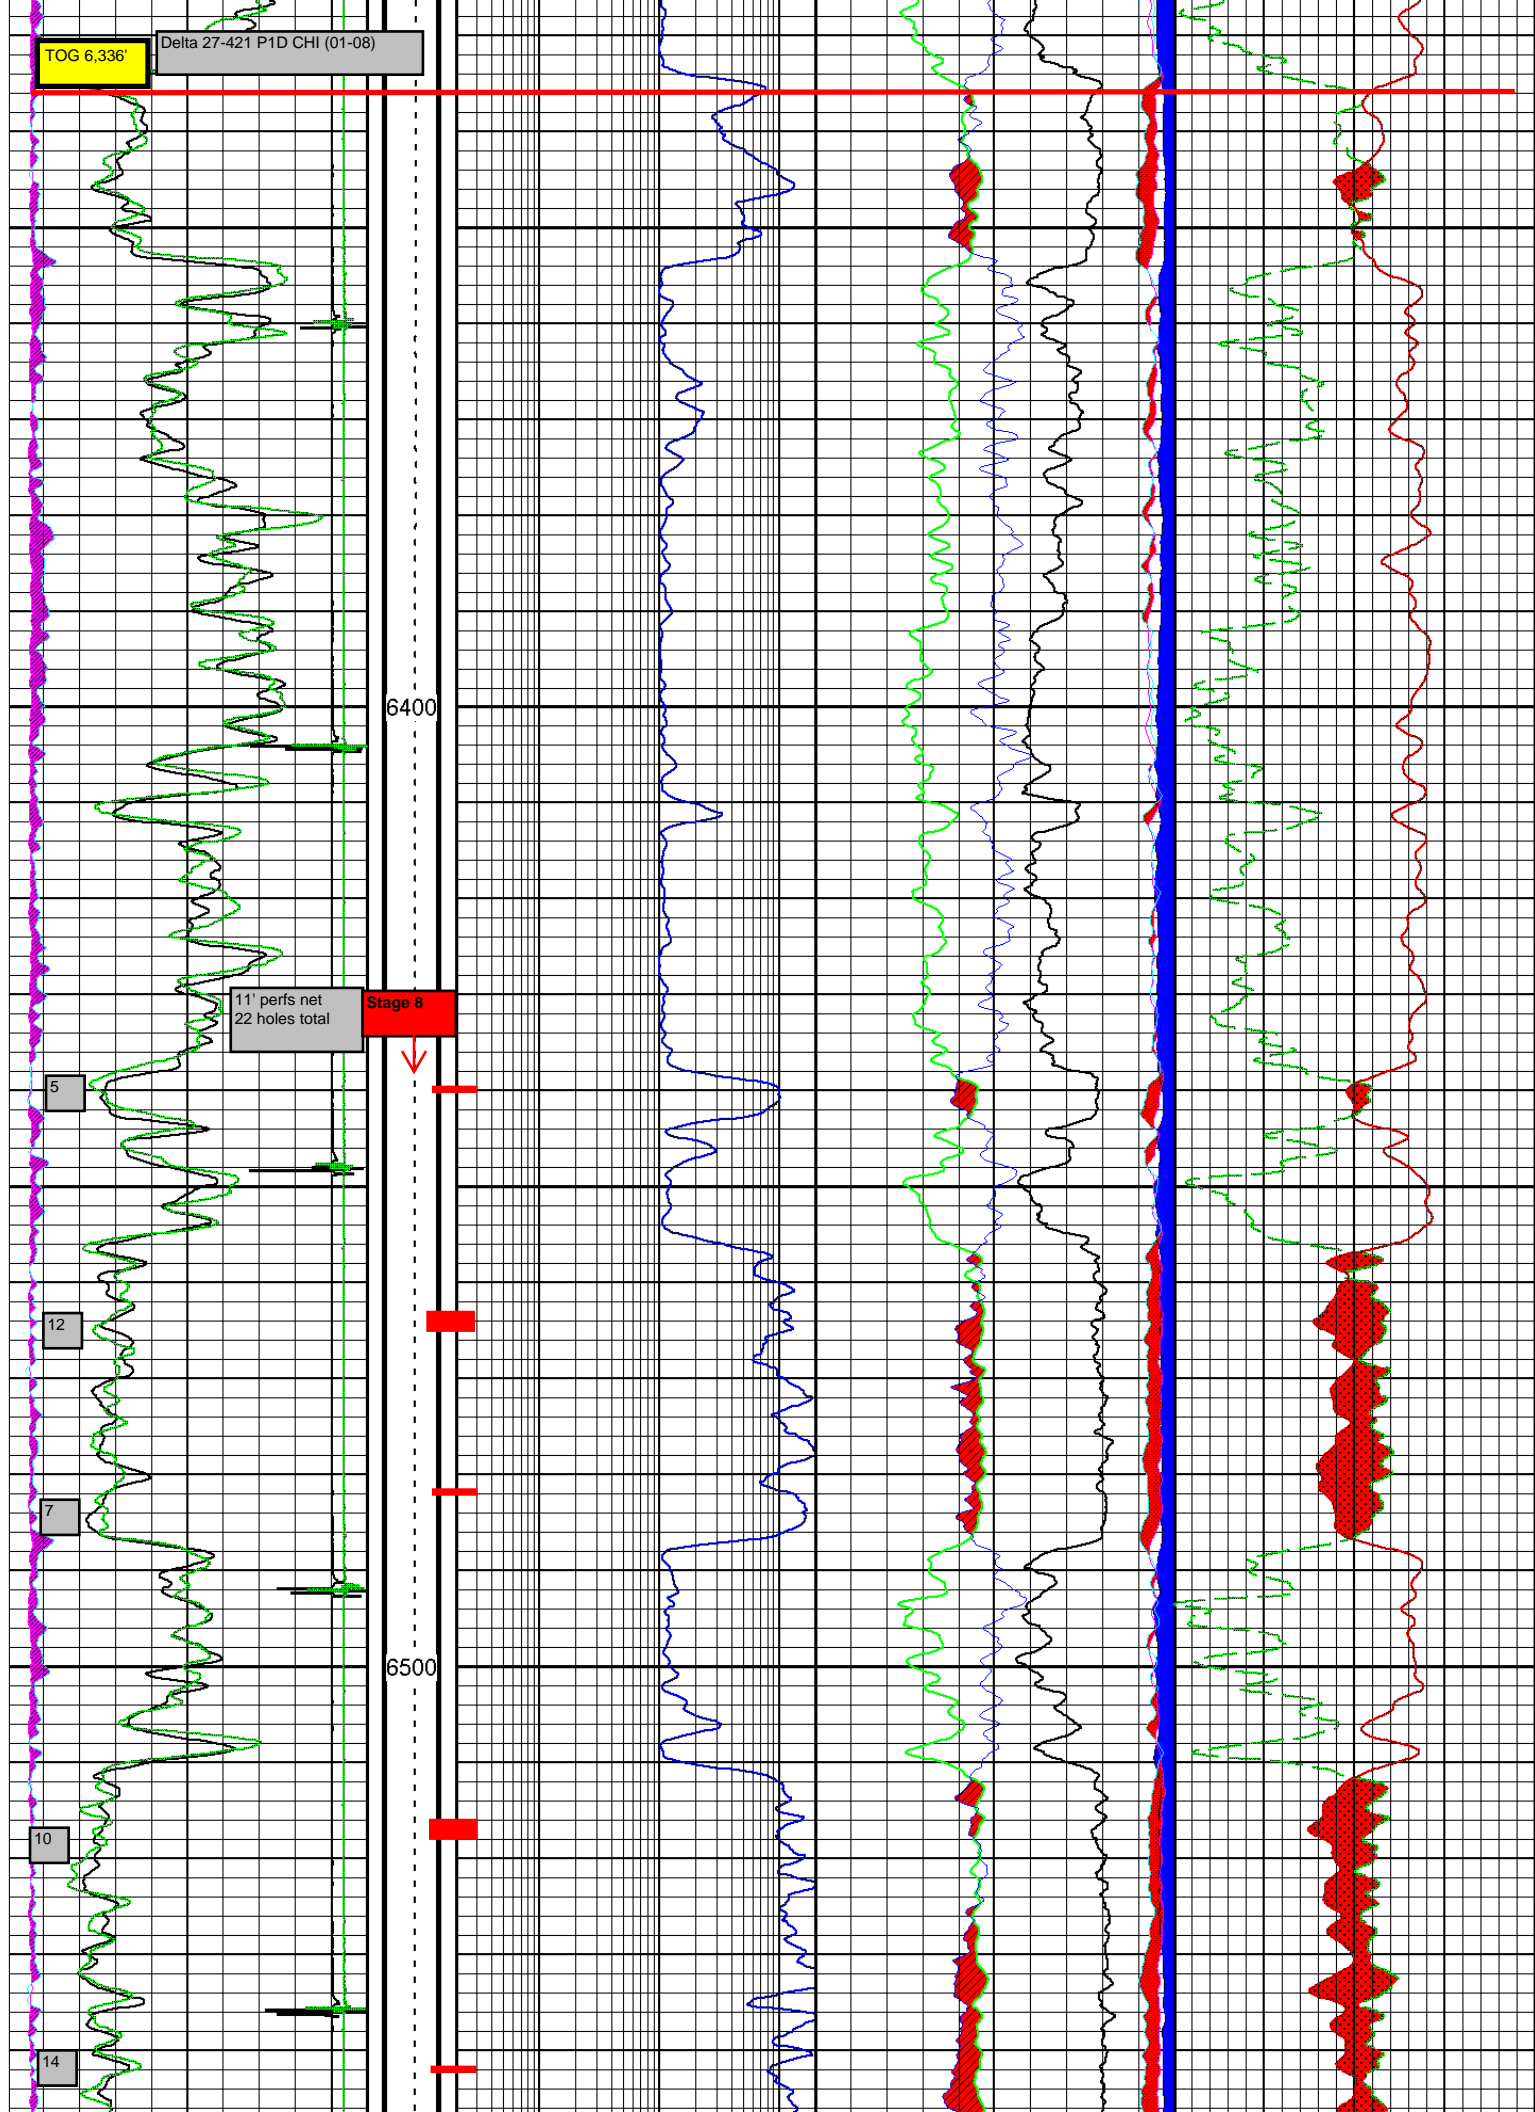 TOG 6,336'
Delta 27-421 P1D CHI (01-08)
6400
11' perfs net
22 holes total
Stage 8
5
12
7
6500
10
14